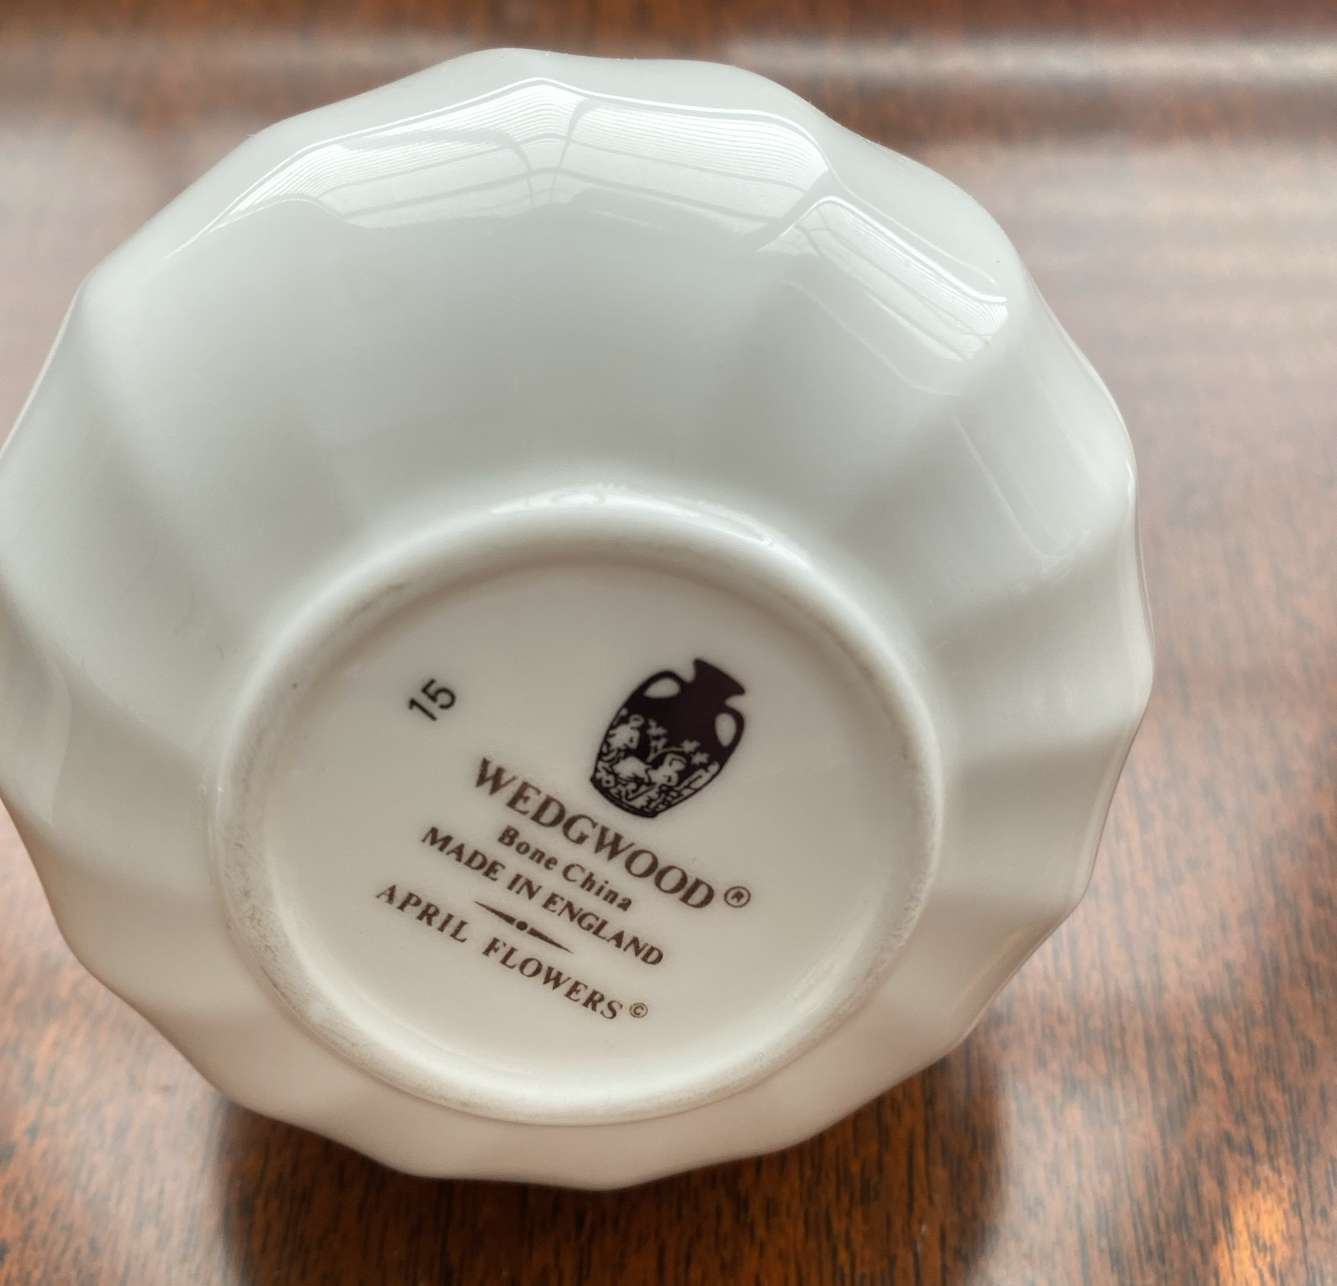 15
WEDGWOOD®
Bone China
MADE IN ENGLAND
APRIL FLOWERS©